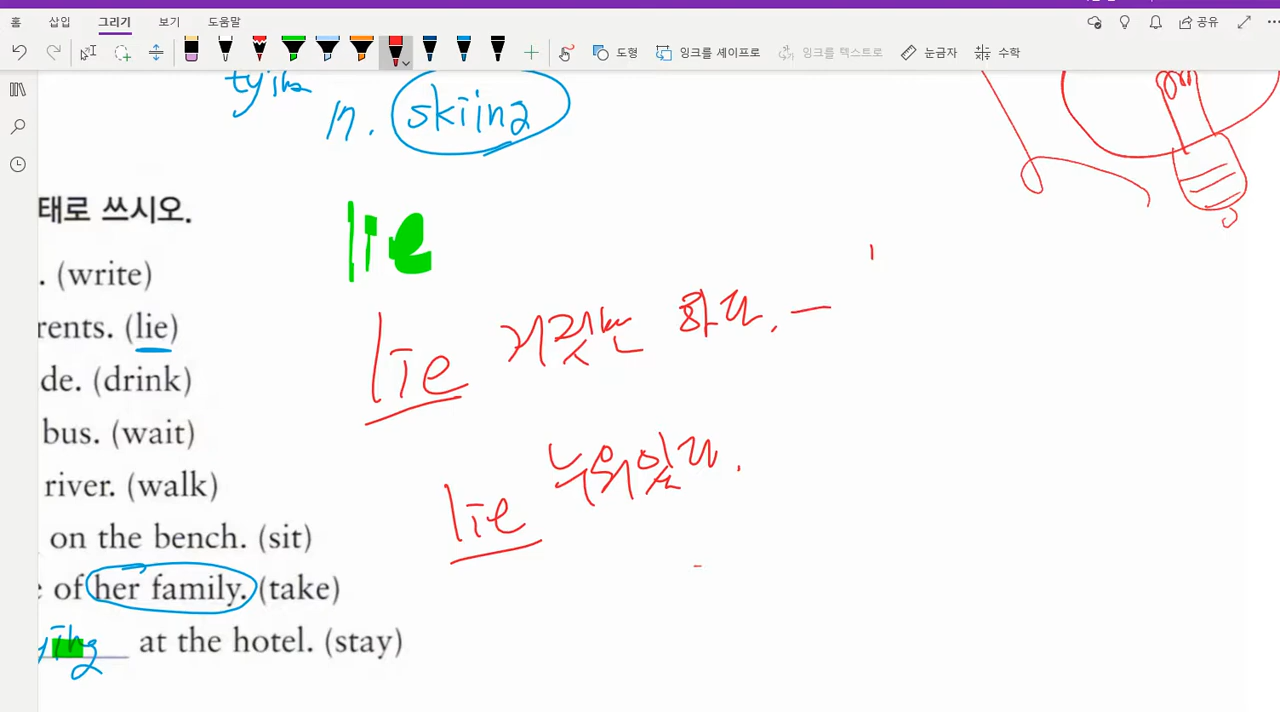 홈 삽입 그리기 보기 도움말 공유
도형 잉크를 셰이프로 잉크를 텍스트로 눈금자 수학
17. skiing
태로 쓰시오.
lie
. (write)
rents. (lie)
lie 거짓말 하다.
de. (drink)
bus. (wait)
lie 누워있다.
river. (walk)
on the bench. (sit)
of her family. (take)
ying at the hotel. (stay)